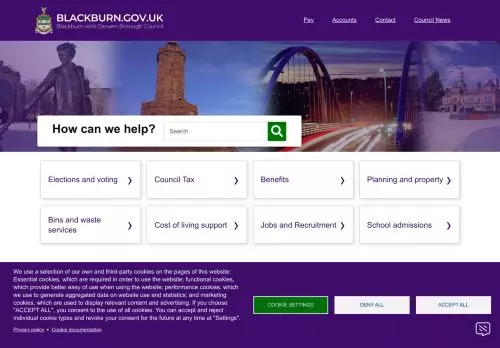 BLACKBURN.GOV.UK
Blackburn with Darwen Borough Council
Pay
Accounts
Contact
Council News
How can we help?
Search
Elections and voting
Council Tax
Benefits
Planning and property
Bins and waste
services
Cost of living support
Jobs and Recruitment
School admissions
We use a selection of our own and third-party cookies on the pages of this website:
Essential cookies, which are required in order to use the website; functional cookies,
which provide better easy of use when using the website; performance cookies, which
we use to generate aggregated data on website use and statistics; and marketing
cookies, which are used to display relevant content and advertising. If you choose
"ACCEPT ALL", you consent to the use of all cookies. You can accept and reject
individual cookie types and revoke your consent for the future at any time at "Settings".
Privacy policy • Cookie documentation
COOKIE SETTINGS
DENY ALL
ACCEPT ALL